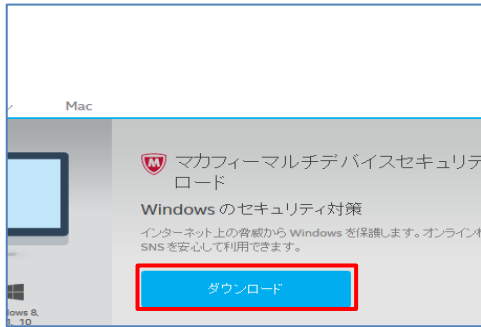 Mac
マカフィーマルチデバイスセキュリテ
ロード
Windows のセキュリティ対策
インターネット上の脅威から Windows を保護します。オンライン
SNS を安心して利用できます。
ダウンロード
ows 8,
10